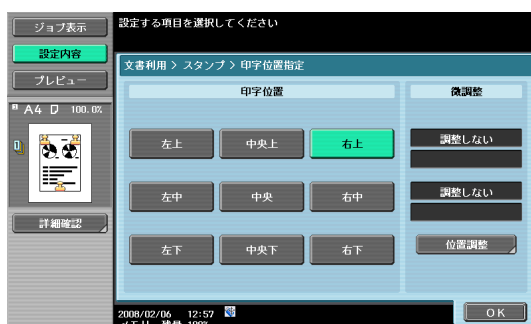 ジョブ表示
設定する項目を選択してください
設定内容
文書利用 > スタンプ > 印字位置指定
プレビュー
印字位置
微調整
A4 100.0%
左上
中央上
右上
調整しない
左中
中央
右中
調整しない
詳細確認
左下
中央下
右下
位置調整
2008/02/06 12:57
OK